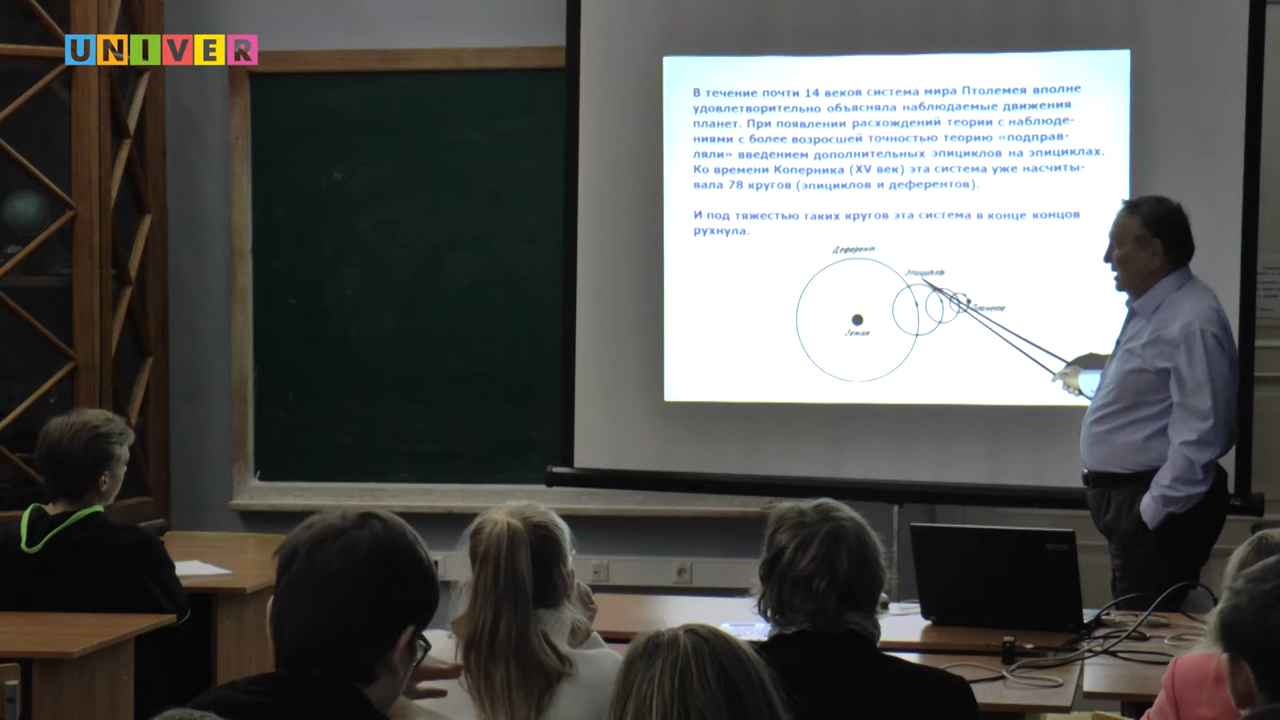 UNIVER
В течение почти 14 веков система мира Птолемея вполне
удовлетворительно объясняла наблюдаемые движения
планет. При появлении расхождений теории с наблюде-
ниями с более возросшей точностью теорию «подправ-
ляли» введением дополнительных эпициклов на эпициклах.
Ко времени Коперника (XV век) эта система уже насчиты-
вала 78 кругов (эпициклов и деферентов).
И под тяжестью таких кругов эта система в конце концов
рухнула.
Деферент
Эпициклы
Планета
Земля